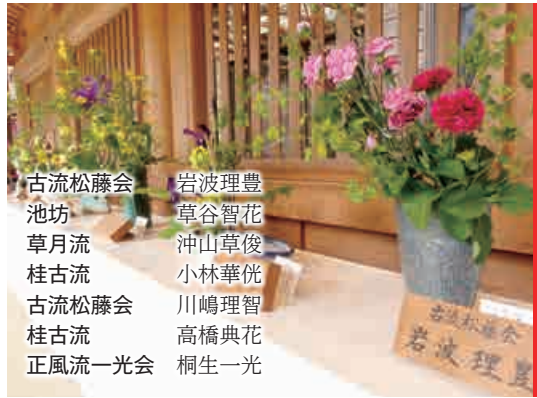 古流松藤会 岩波理豊
池坊 草谷智花
草月流 沖山草俊
桂古流 小林華侊
古流松藤会 川嶋理智
桂古流 高橋典花
正風流一光会 桐生一光
古流松藤会
岩波理豊